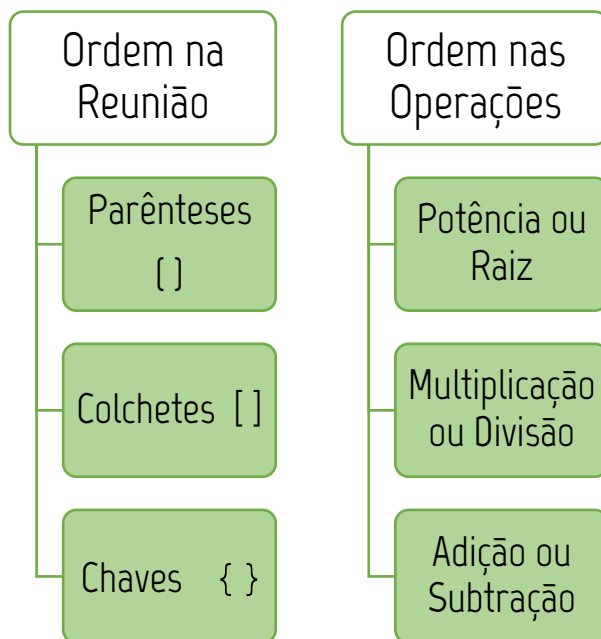 Ordem na
Reunião
Parênteses
( )
Colchetes [ ]
Chaves { }
Ordem nas
Operações
Potência ou
Raiz
Multiplicação
ou Divisão
Adição ou
Subtração